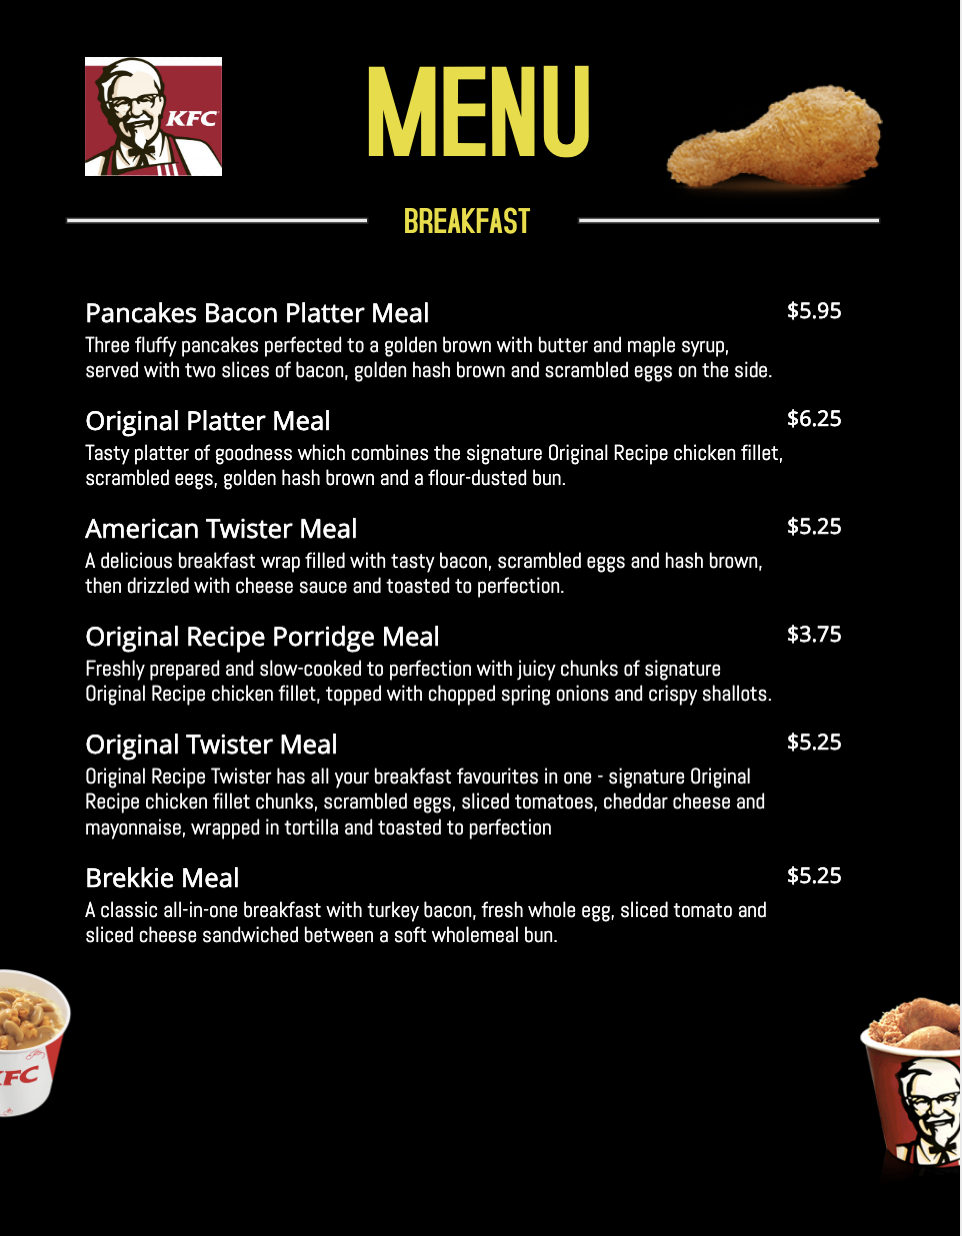 KFC
MENU
BREAKFAST
Pancakes Bacon Platter Meal $5.95
Three fluffy pancakes perfected to a golden brown with butter and maple syrup,
served with two slices of bacon, golden hash brown and scrambled eggs on the side.
Original Platter Meal $6.25
Tasty platter of goodness which combines the signature Original Recipe chicken fillet,
scrambled eegs, golden hash brown and a flour-dusted bun.
American Twister Meal $5.25
A delicious breakfast wrap filled with tasty bacon, scrambled eggs and hash brown,
then drizzled with cheese sauce and toasted to perfection.
Original Recipe Porridge Meal $3.75
Freshly prepared and slow-cooked to perfection with juicy chunks of signature
Original Recipe chicken fillet, topped with chopped spring onions and crispy shallots.
Original Twister Meal $5.25
Original Recipe Twister has all your breakfast favourites in one - signature Original
Recipe chicken fillet chunks, scrambled eggs, sliced tomatoes, cheddar cheese and
mayonnaise, wrapped in tortilla and toasted to perfection
Brekkie Meal $5.25
A classic all-in-one breakfast with turkey bacon, fresh whole egg, sliced tomato and
sliced cheese sandwiched between a soft wholemeal bun.
KFC